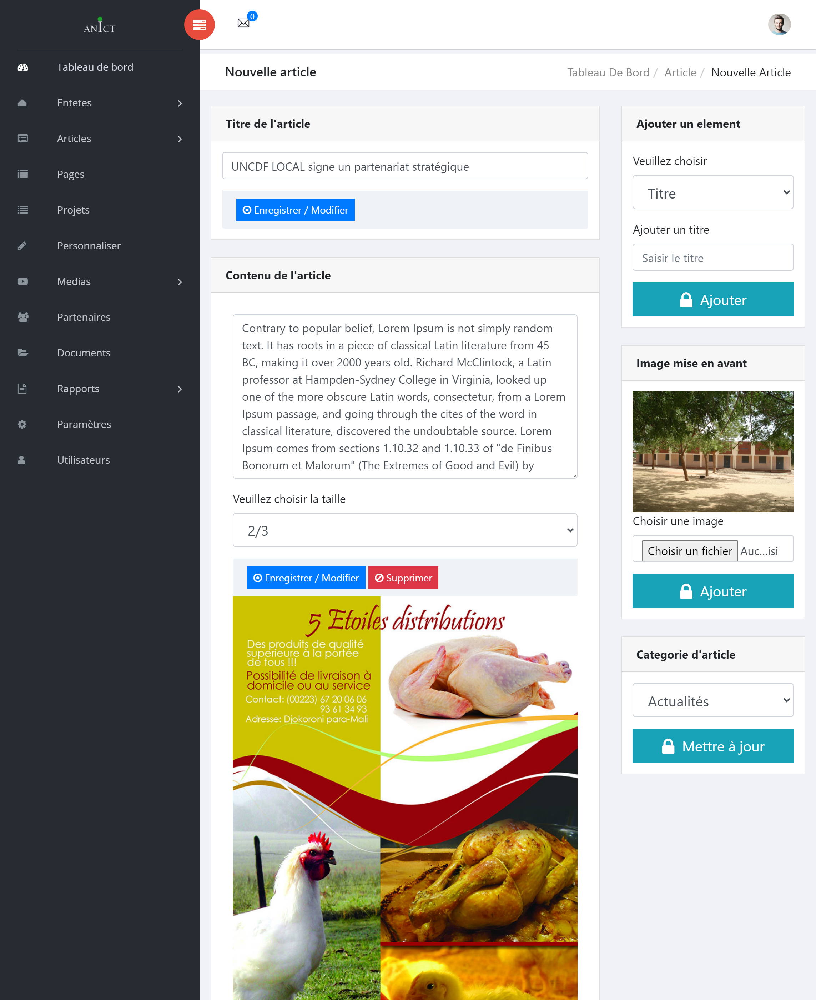 ANICT
0
Tableau de bord
Entetes
Articles
Pages
Projets
Personnaliser
Medias
Partenaires
Documents
Rapports
Paramètres
Utilisateurs
Nouvelle article
Tableau De Bord / Article / Nouvelle Article
Titre de l'article
UNCDF LOCAL signe un partenariat stratégique
Enregistrer / Modifier
Contenu de l'article
Contrary to popular belief, Lorem Ipsum is not simply random
text. It has roots in a piece of classical Latin literature from 45
BC, making it over 2000 years old. Richard McClintock, a Latin
professor at Hampden-Sydney College in Virginia, looked up
one of the more obscure Latin words, consectetur, from a Lorem
Ipsum passage, and going through the cites of the word in
classical literature, discovered the undoubtable source. Lorem
Ipsum comes from sections 1.10.32 and 1.10.33 of "de Finibus
Bonorum et Malorum" (The Extremes of Good and Evil) by
Veuillez choisir la taille
2/3
Enregistrer / Modifier
Supprimer
5 Etoiles distributions
Des produits de qualité
superieure à la portée
de tous !!!
Possibilité de livraison à
domicile ou au service
Contact: (00223) 67 20 06 06
93 61 34 93
Adresse: Djokoroni para-Mali
Ajouter un element
Veuillez choisir
Titre
Ajouter un titre
Saisir le titre
Ajouter
Image mise en avant
Choisir une image
Choisir un fichier Auc...isi
Ajouter
Categorie d'article
Actualités
Mettre à jour